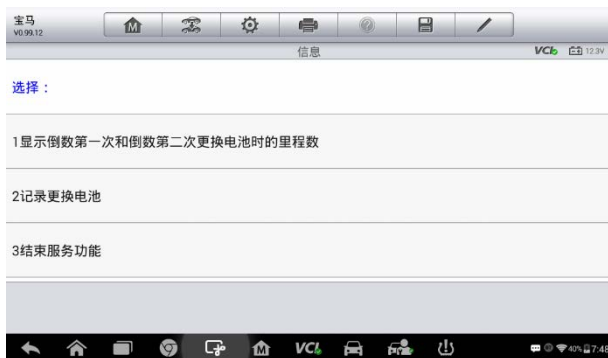 宝马
V0.99.12
信息
VCI
12.3V
选择：
1显示倒数第一次和倒数第二次更换电池时的里程数
2记录更换电池
3结束服务功能
M
VCI
40%
7:48